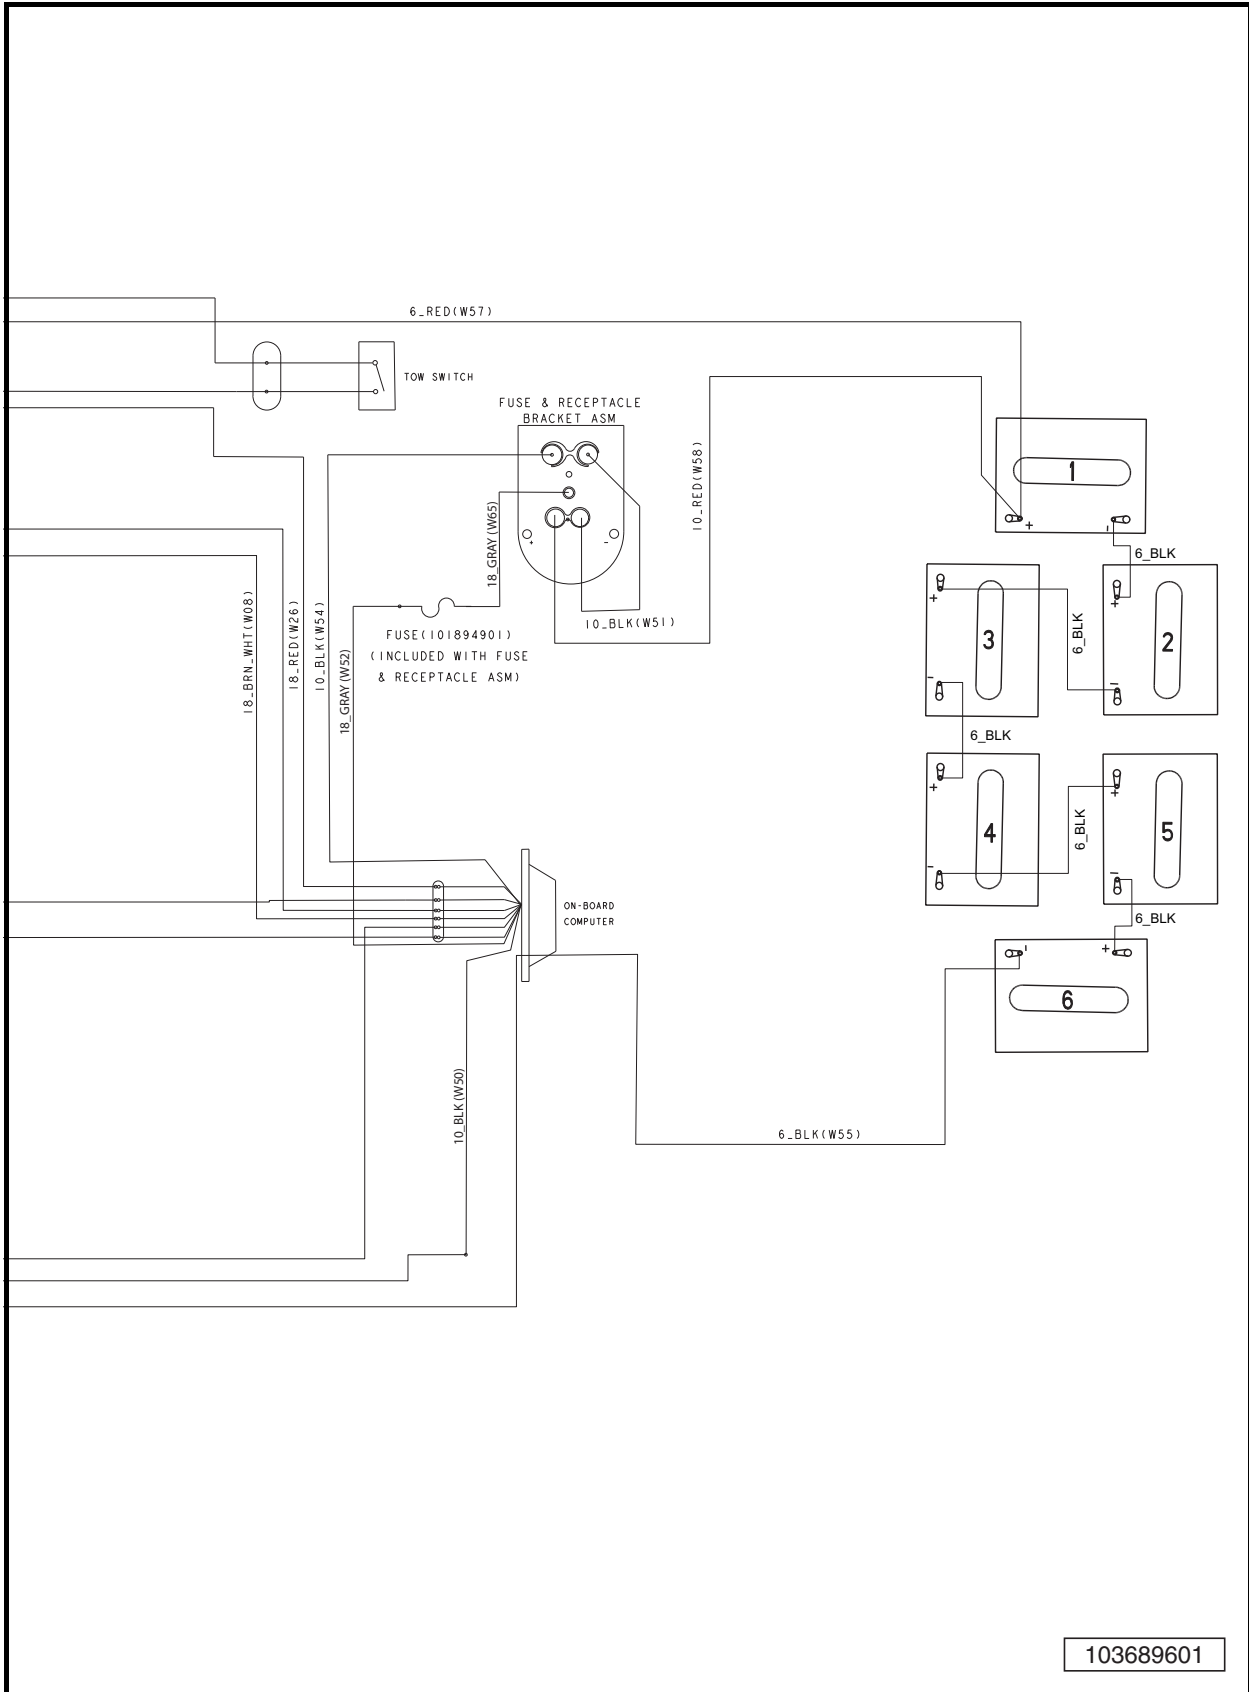 6_RED(W57)
TOW SWITCH
FUSE & RECEPTACLE
BRACKET ASM
10_RED(W58)
1
+
-
6_BLK
18_GRAY (W65)
+
-
3
+
-
6_BLK
2
+
-
18_BRN_WHT(W08)
18_RED(W26)
10_BLK(W54)
18_GRAY (W52)
FUSE(101894901)
(INCLUDED WITH FUSE
& RECEPTACLE ASM)
10_BLK(W51)
6_BLK
4
+
-
6_BLK
5
+
-
ON-BOARD
COMPUTER
6_BLK
-
+
6
10_BLK (W50)
6_BLK(W55)
103689601